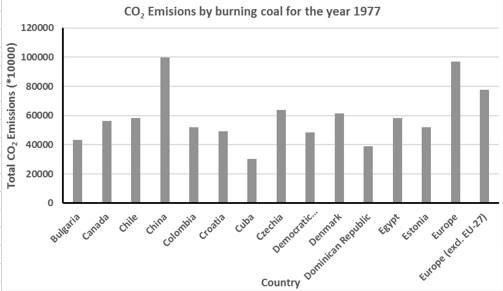 CO₂ Emisions by burning coal for the year 1977
Total CO₂ Emissions (*10000)
120000
100000
80000
60000
40000
20000
0
Bulgaria
Canada
Chile
China
Colombia
Croatia
Cuba
Czechia
Democratic...
Denmark
Dominican Republic
Egypt
Estonia
Europe
Europe (excl. EU-27)
Country